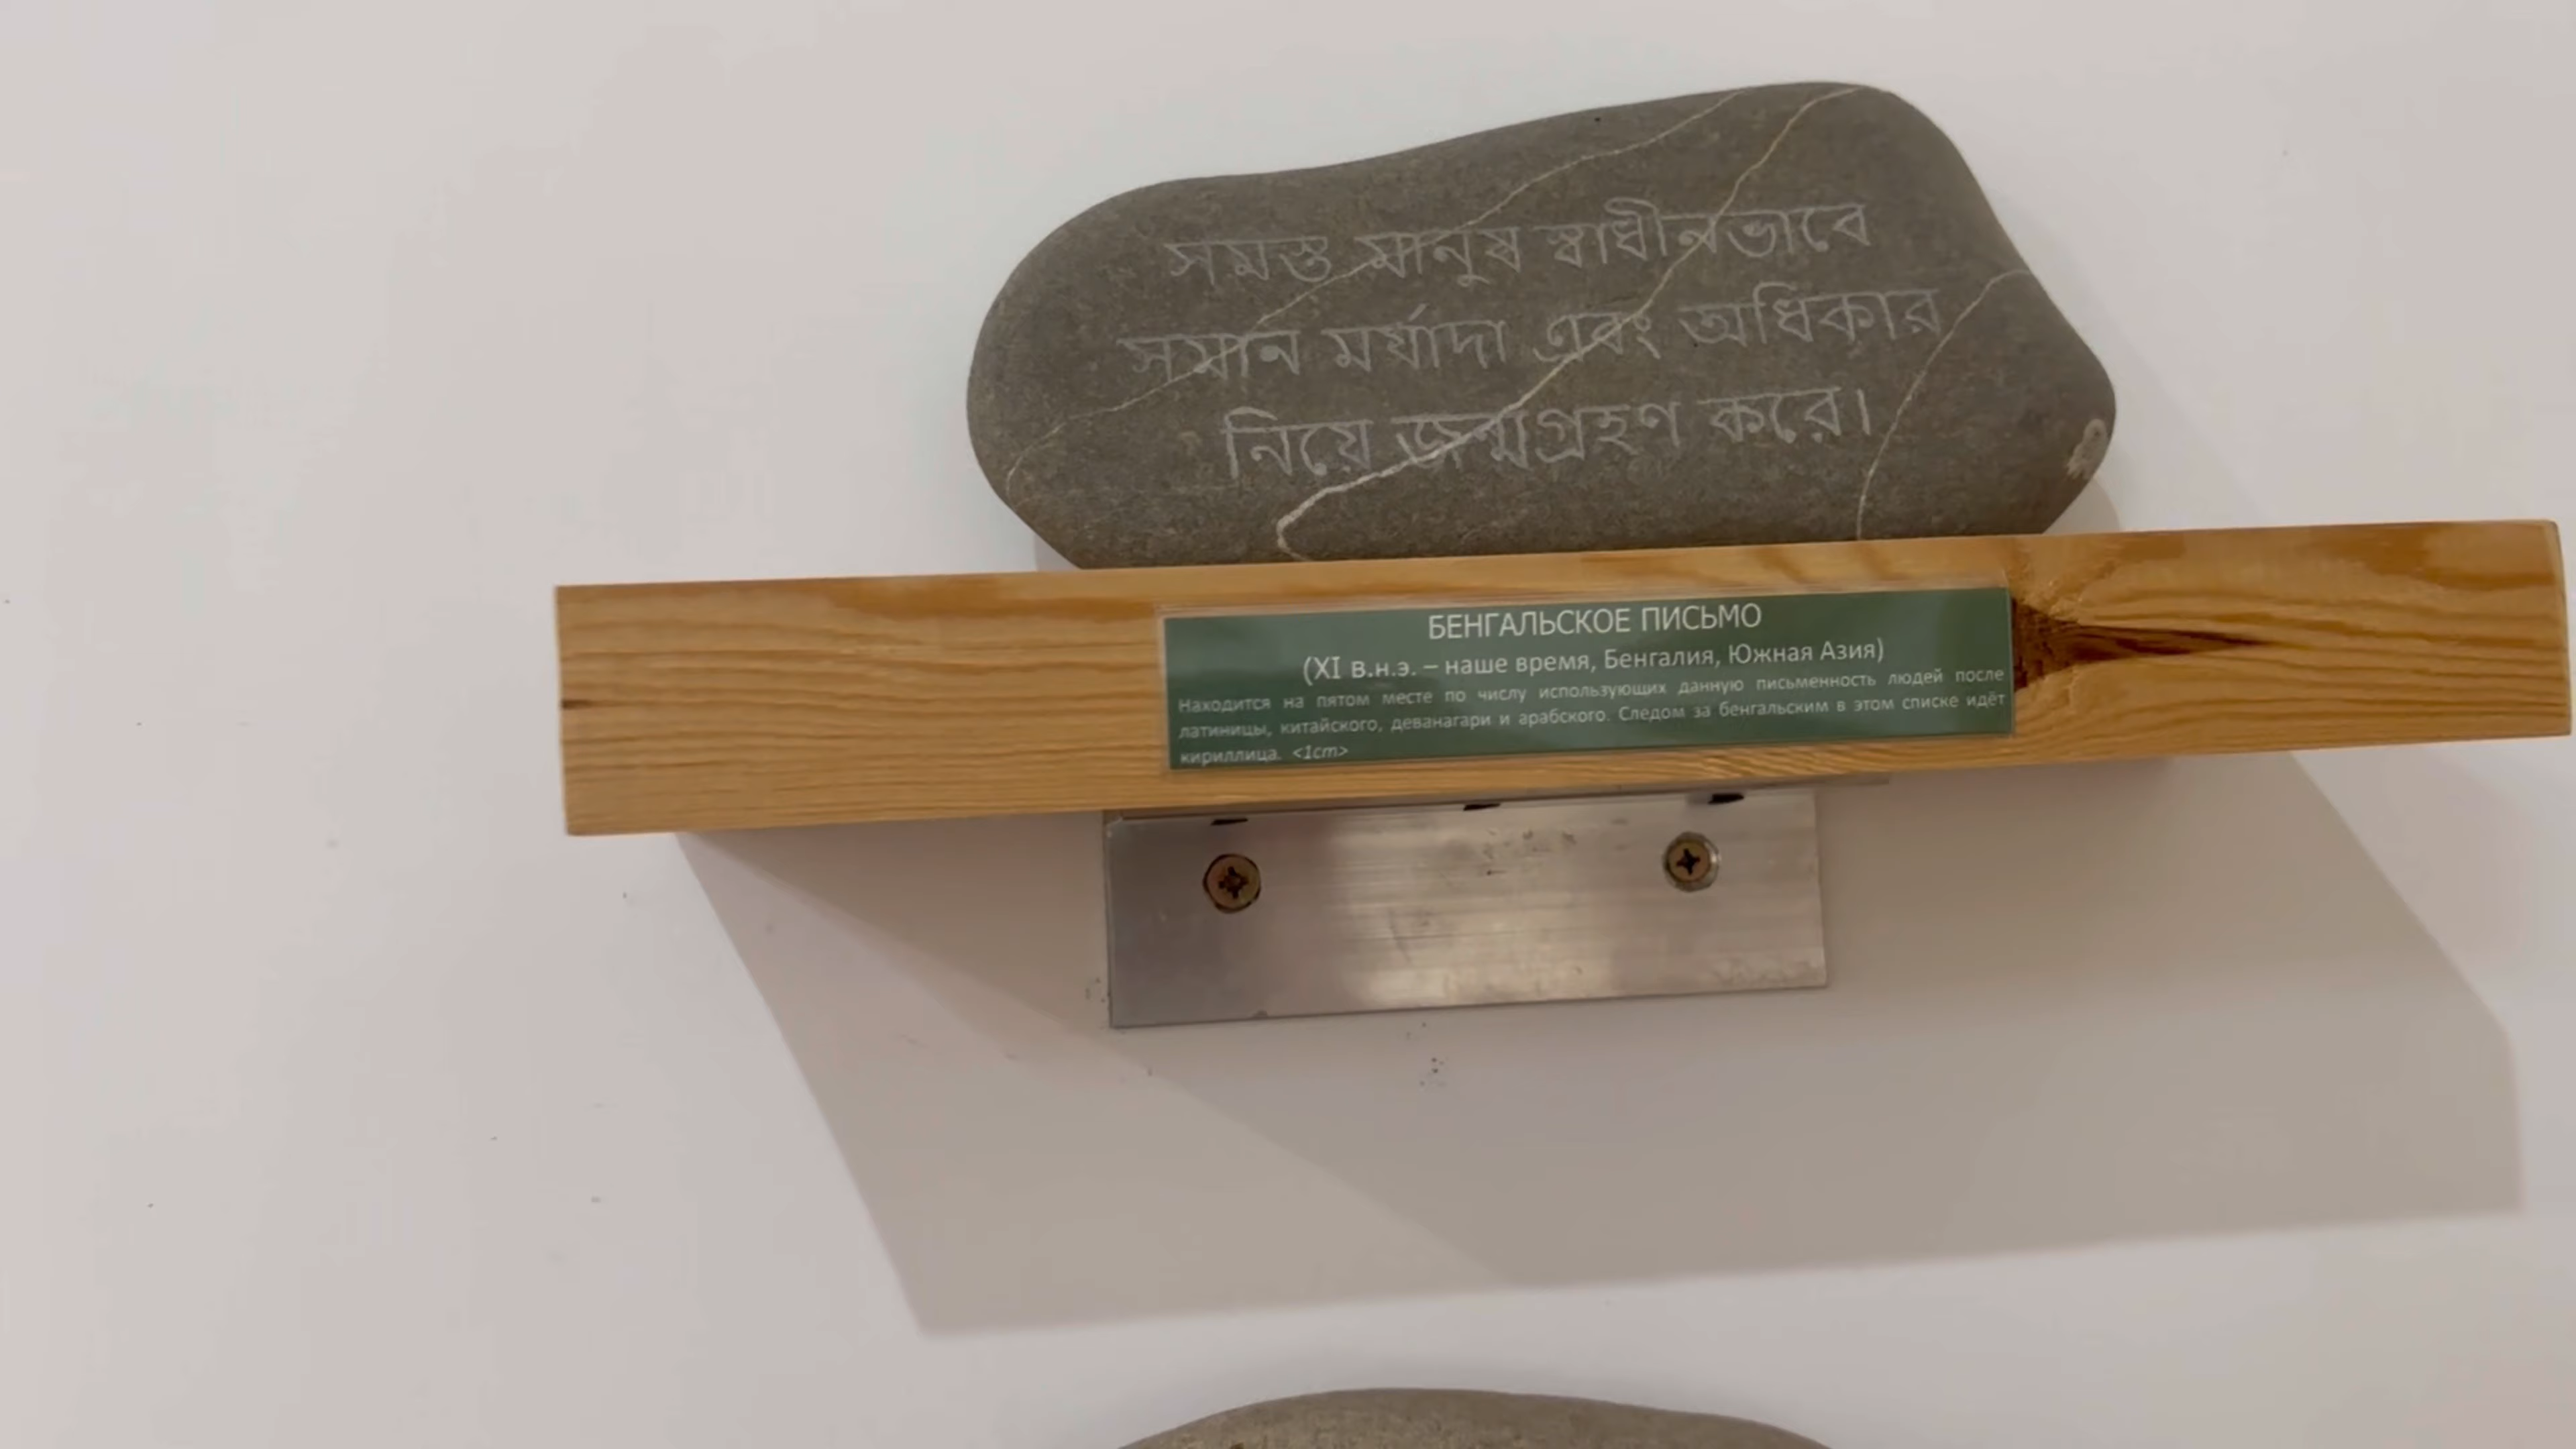 সমস্ত মানুষ স্বাধীনভাবে
সমান মর্যাদা এবং অধিকার
নিয়ে জন্মগ্রহণ করে।
БЕНГАЛЬСКОЕ ПИСЬМО
(XI в.н.э. – наше время, Бенгалия, Южная Азия)
Находится на пятом месте по числу использующих данную письменность людей после
латиницы, китайского, деванагари и арабского. Следом за бенгальским в этом списке идёт
кириллица. <1cm>